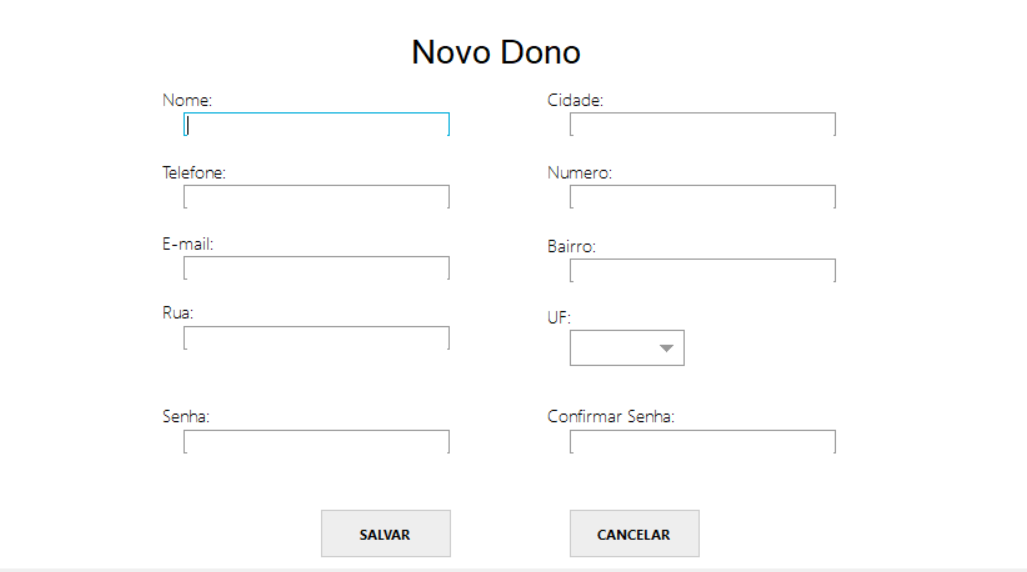 Novo Dono
Nome:
Cidade:
Telefone:
Numero:
E-mail:
Bairro:
Rua:
UF:
Senha:
Confirmar Senha:
SALVAR
CANCELAR